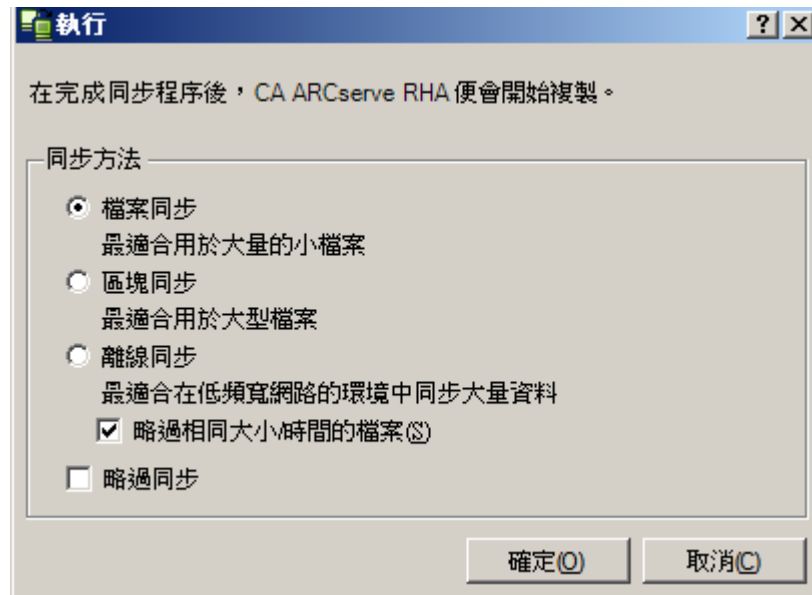 執行
在完成同步程序後，CA ARCserve RHA 便會開始複製。
同步方法
檔案同步
最適合用於大量的小檔案
區塊同步
最適合用於大型檔案
離線同步
最適合在低頻寬網路的環境中同步大量資料
略過相同大小/時間的檔案(S)
略過同步
確定(O) 取消(C)